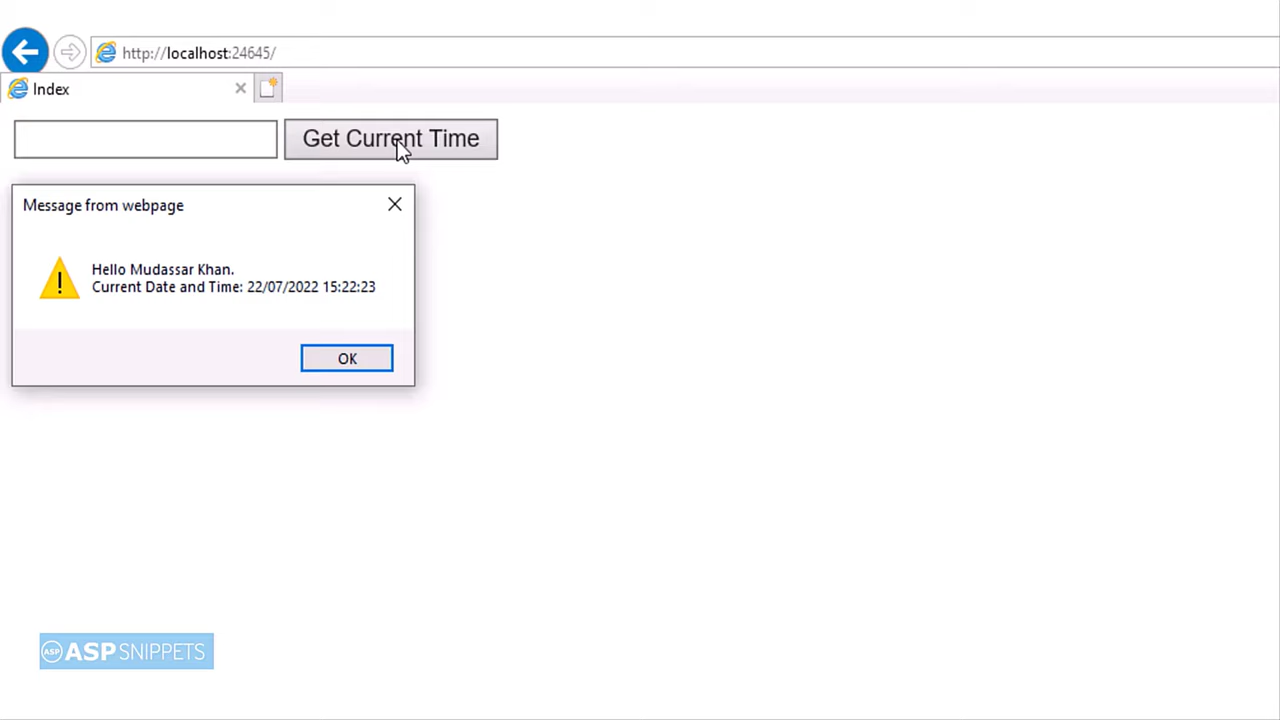 http://localhost:24645/
Index
Get Current Time
Message from webpage
Hello Mudassar Khan.
Current Date and Time: 22/07/2022 15:22:23
OK
ASP ASPSNIPPETS